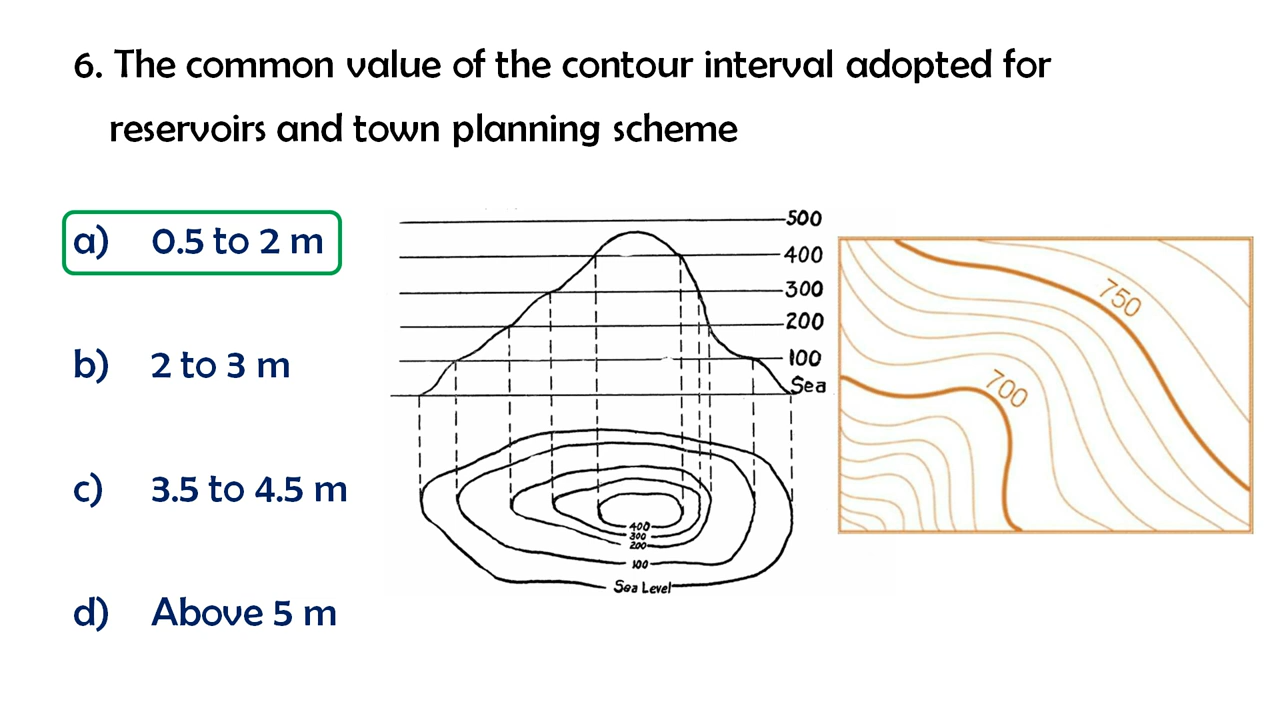 6. The common value of the contour interval adopted for
reservoirs and town planning scheme
a) 0.5 to 2 m
b) 2 to 3 m
c) 3.5 to 4.5 m
d) Above 5 m
500
400
300
200
100
Sea
400
300
200
100
Sea Level
750
700